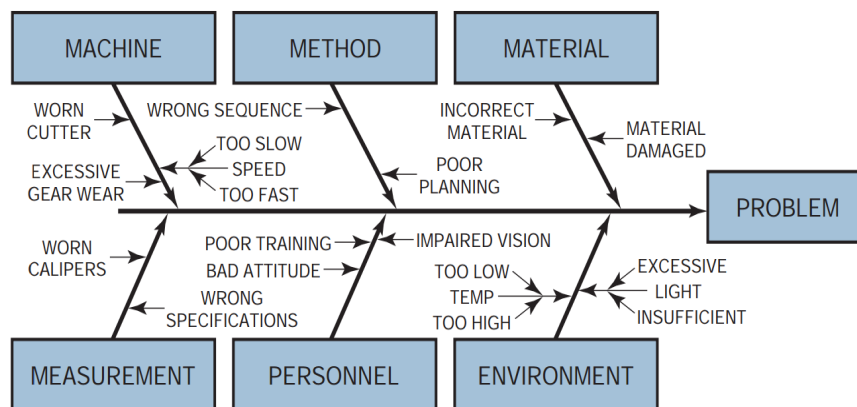 MACHINE
METHOD
MATERIAL
WORN
CUTTER
EXCESSIVE
GEAR WEAR
TOO SLOW
SPEED
TOO FAST
WRONG SEQUENCE
POOR
PLANNING
INCORRECT
MATERIAL
MATERIAL
DAMAGED
PROBLEM
WORN
CALIPERS
WRONG
SPECIFICATIONS
POOR TRAINING
BAD ATTITUDE
IMPAIRED VISION
TOO LOW
TEMP
TOO HIGH
EXCESSIVE
LIGHT
INSUFFICIENT
MEASUREMENT
PERSONNEL
ENVIRONMENT